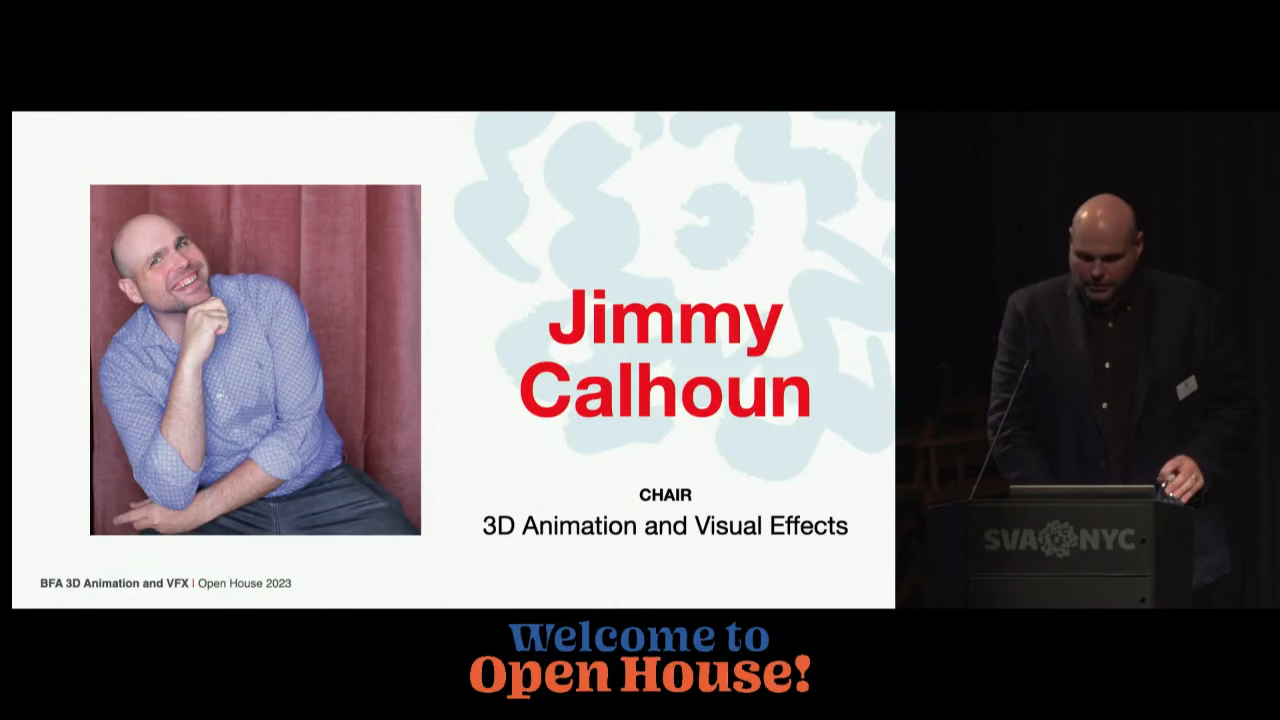 Jimmy
Calhoun
CHAIR
3D Animation and Visual Effects
BFA 3D Animation and VFX | Open House 2023
SVA NYC
Welcome to
Open House!